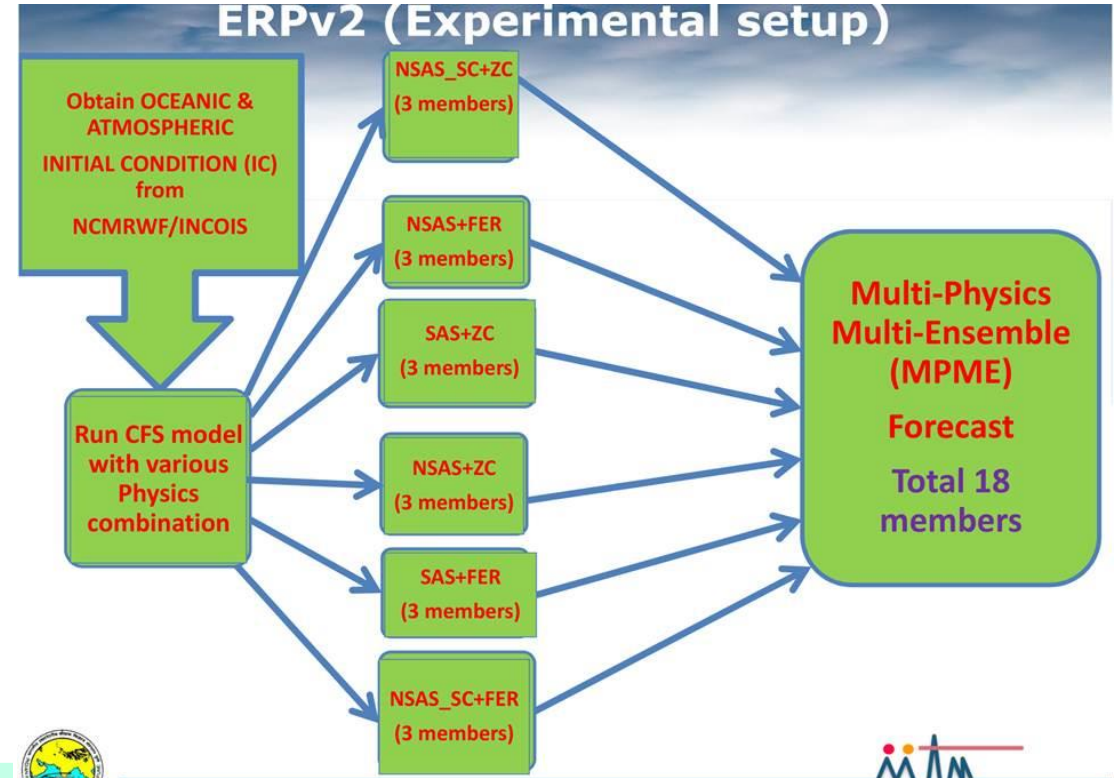 ERPv2 (Experimental setup)
Obtain OCEANIC &
ATMOSPHERIC
INITIAL CONDITION (IC)
from
NCMRWF/INCOIS
Run CFS model
with various
Physics
combination
NSAS_SC+ZC
(3 members)
NSAS+FER
(3 members)
SAS+ZC
(3 members)
NSAS+ZC
(3 members)
SAS+FER
(3 members)
NSAS_SC+FER
(3 members)
Multi-Physics
Multi-Ensemble
(MPME)
Forecast
Total 18
members